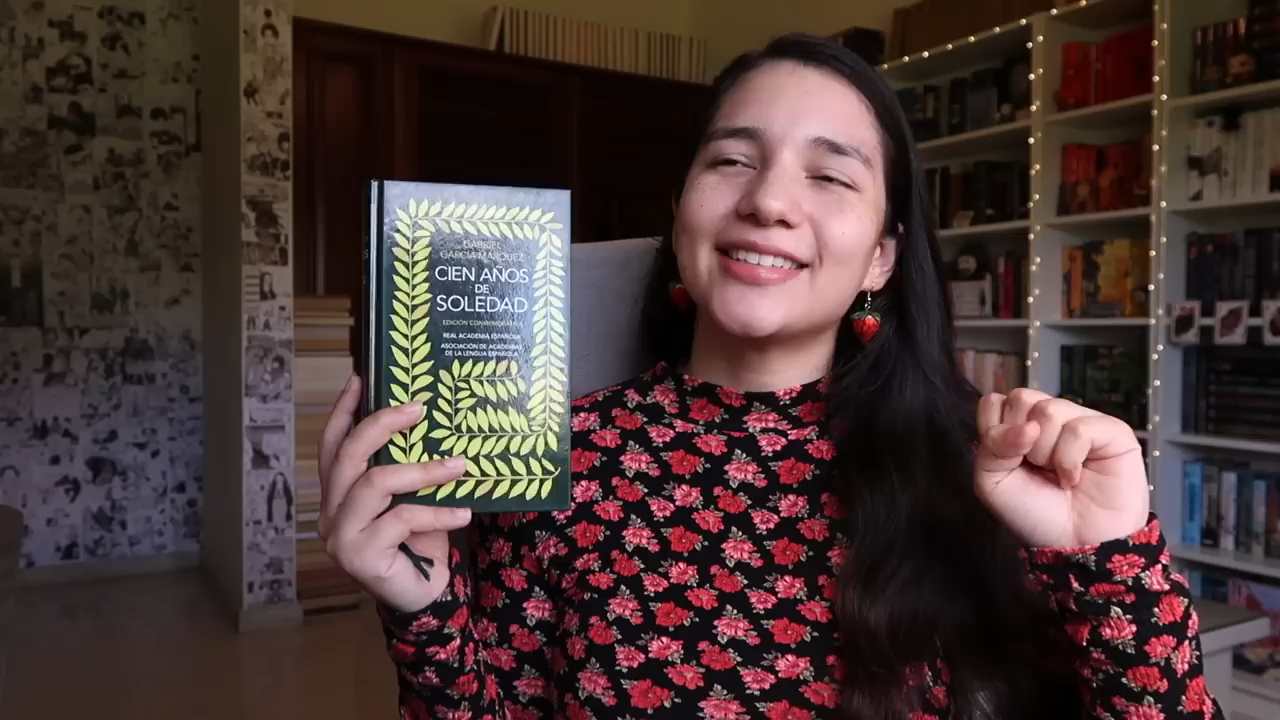 GABRIEL
GARCÍA MÁRQUEZ
CIEN AÑOS
DE
SOLEDAD
EDICIÓN CONMEMORATIVA
REAL ACADEMIA ESPAÑOLA
ASOCIACIÓN DE ACADEMIAS
DE LA LENGUA ESPAÑOLA